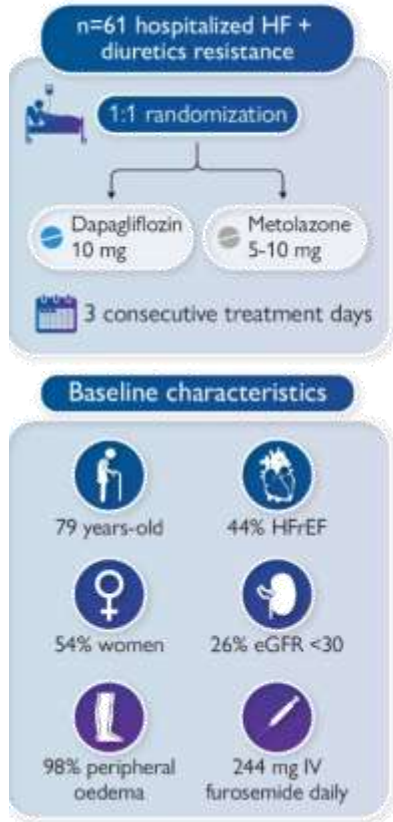 n=61 hospitalized HF +
diuretics resistance
1:1 randomization
Dapagliflozin
10 mg
Metolazone
5-10 mg
3 consecutive treatment days
Baseline characteristics
79 years-old
44% HFrEF
54% women
26% eGFR <30
98% peripheral
oedema
244 mg IV
furosemide daily